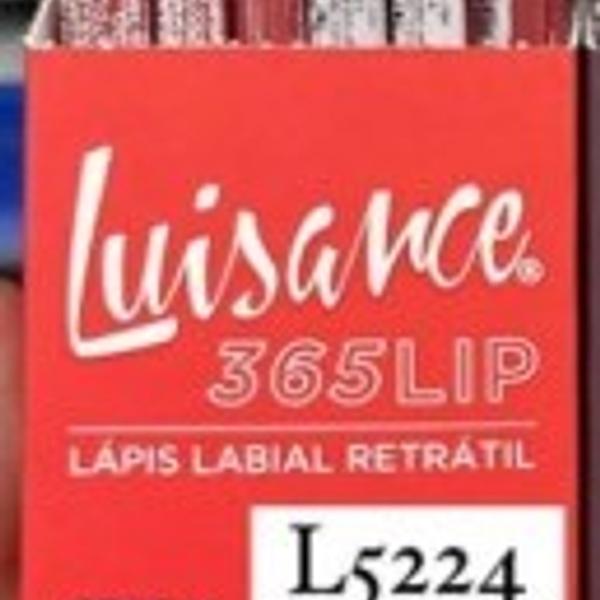 Luisance®
365LIP
LÁPIS LABIAL RETRÁTIL
L5224